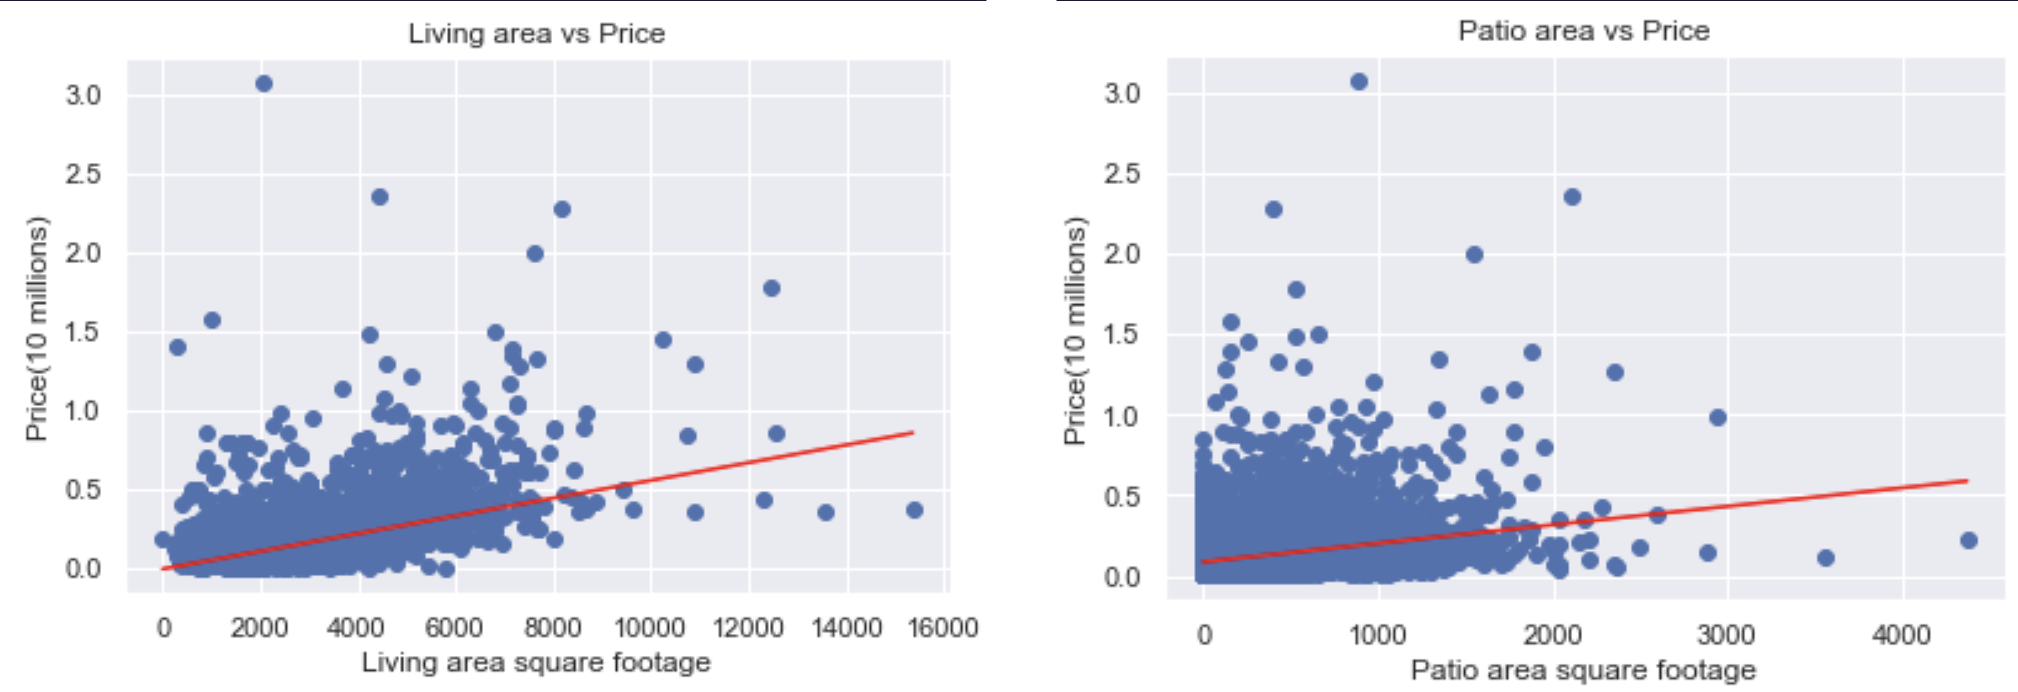 Living area vs Price
3.0
2.5
2.0
1.5
1.0
0.5
0.0
Price(10 millions)
0 2000 4000 6000 8000 10000 12000 14000 16000
Living area square footage
Patio area vs Price
3.0
2.5
2.0
1.5
1.0
0.5
0.0
Price(10 millions)
0 1000 2000 3000 4000
Patio area square footage